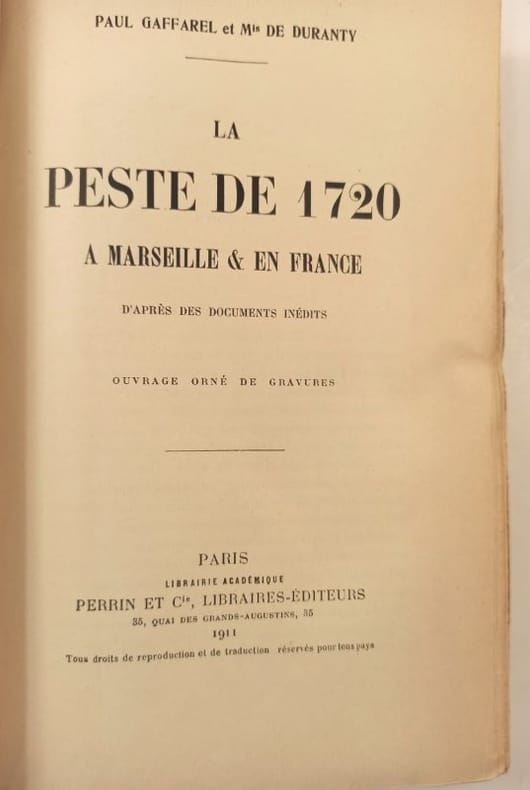 PAUL GAFFAREL et Mis DE DURANTY
LA
PESTE DE 1720
A MARSEILLE & EN FRANCE
D'APRÈS DES DOCUMENTS INÉDITS
OUVRAGE ORNÉ DE GRAVURES
PARIS
LIBRAIRIE ACADÉMIQUE
PERRIN ET Cie, LIBRAIRES-ÉDITEURS
35, QUAI DES GRANDS-AUGUSTINS, 35
1911
Tous droits de reproduction et de traduction réservés pour tous pays